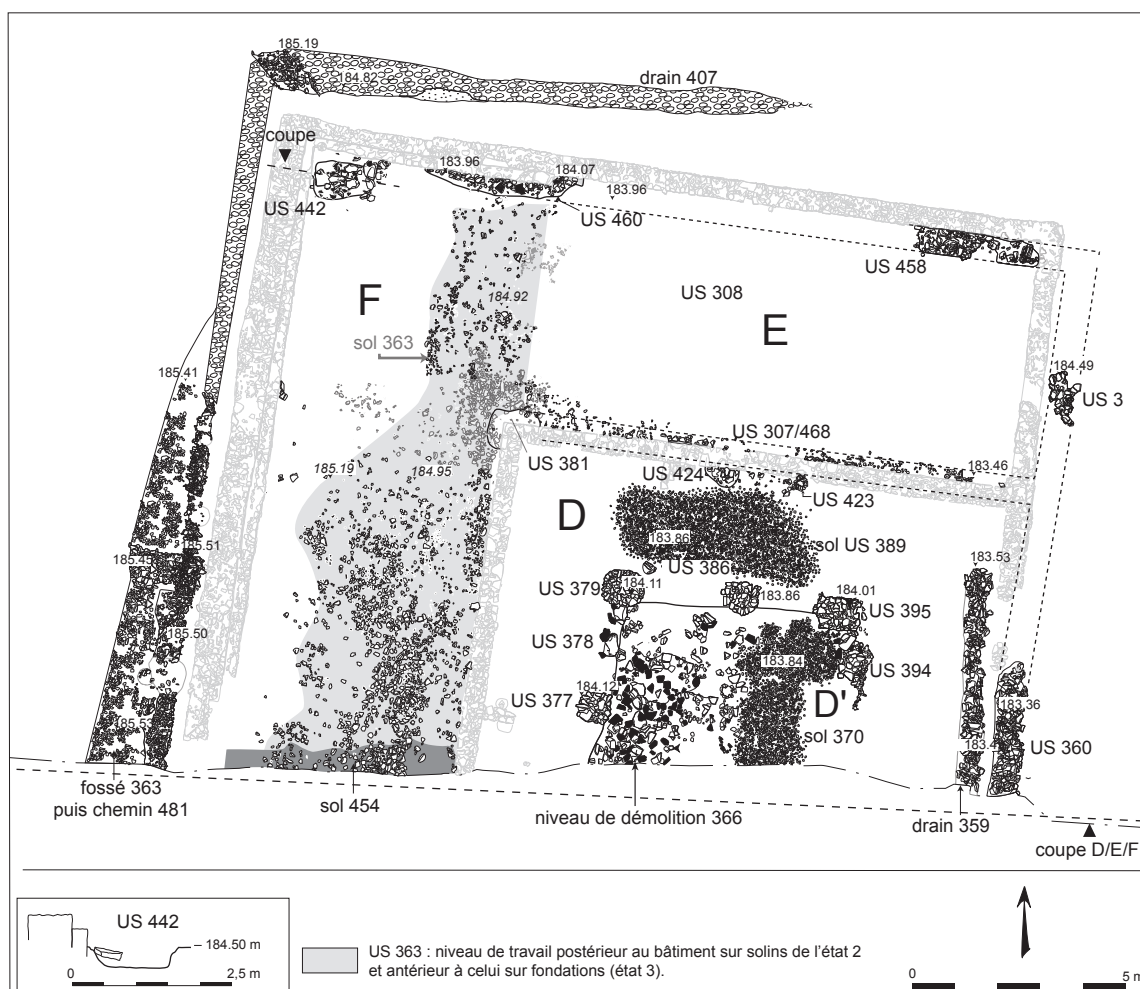 185.19
184.82
drain 407
coupe
183.96
184.07
183.96
US 442
US 460
US 458
F
184.92
US 308
E
sol 363
185.41
184.49
US 3
US 307/468
183.46
185.19
184.95
US 381
US 424
US 423
D
183.86
sol US 389
185.51
185.45
US 386
183.53
US 379
184.11
183.86
184.01
US 395
US 378
185.50
183.84
US 394
US 377
184.12
D'
183.36
185.53
sol 370
183.4
US 360
fossé 363
puis chemin 481
sol 454
niveau de démolition 366
drain 359
coupe D/E/F
US 442
184.50 m
0 2,5 m
US 363 : niveau de travail postérieur au bâtiment sur solins de l'état 2
et antérieur à celui sur fondations (état 3).
0 5 m